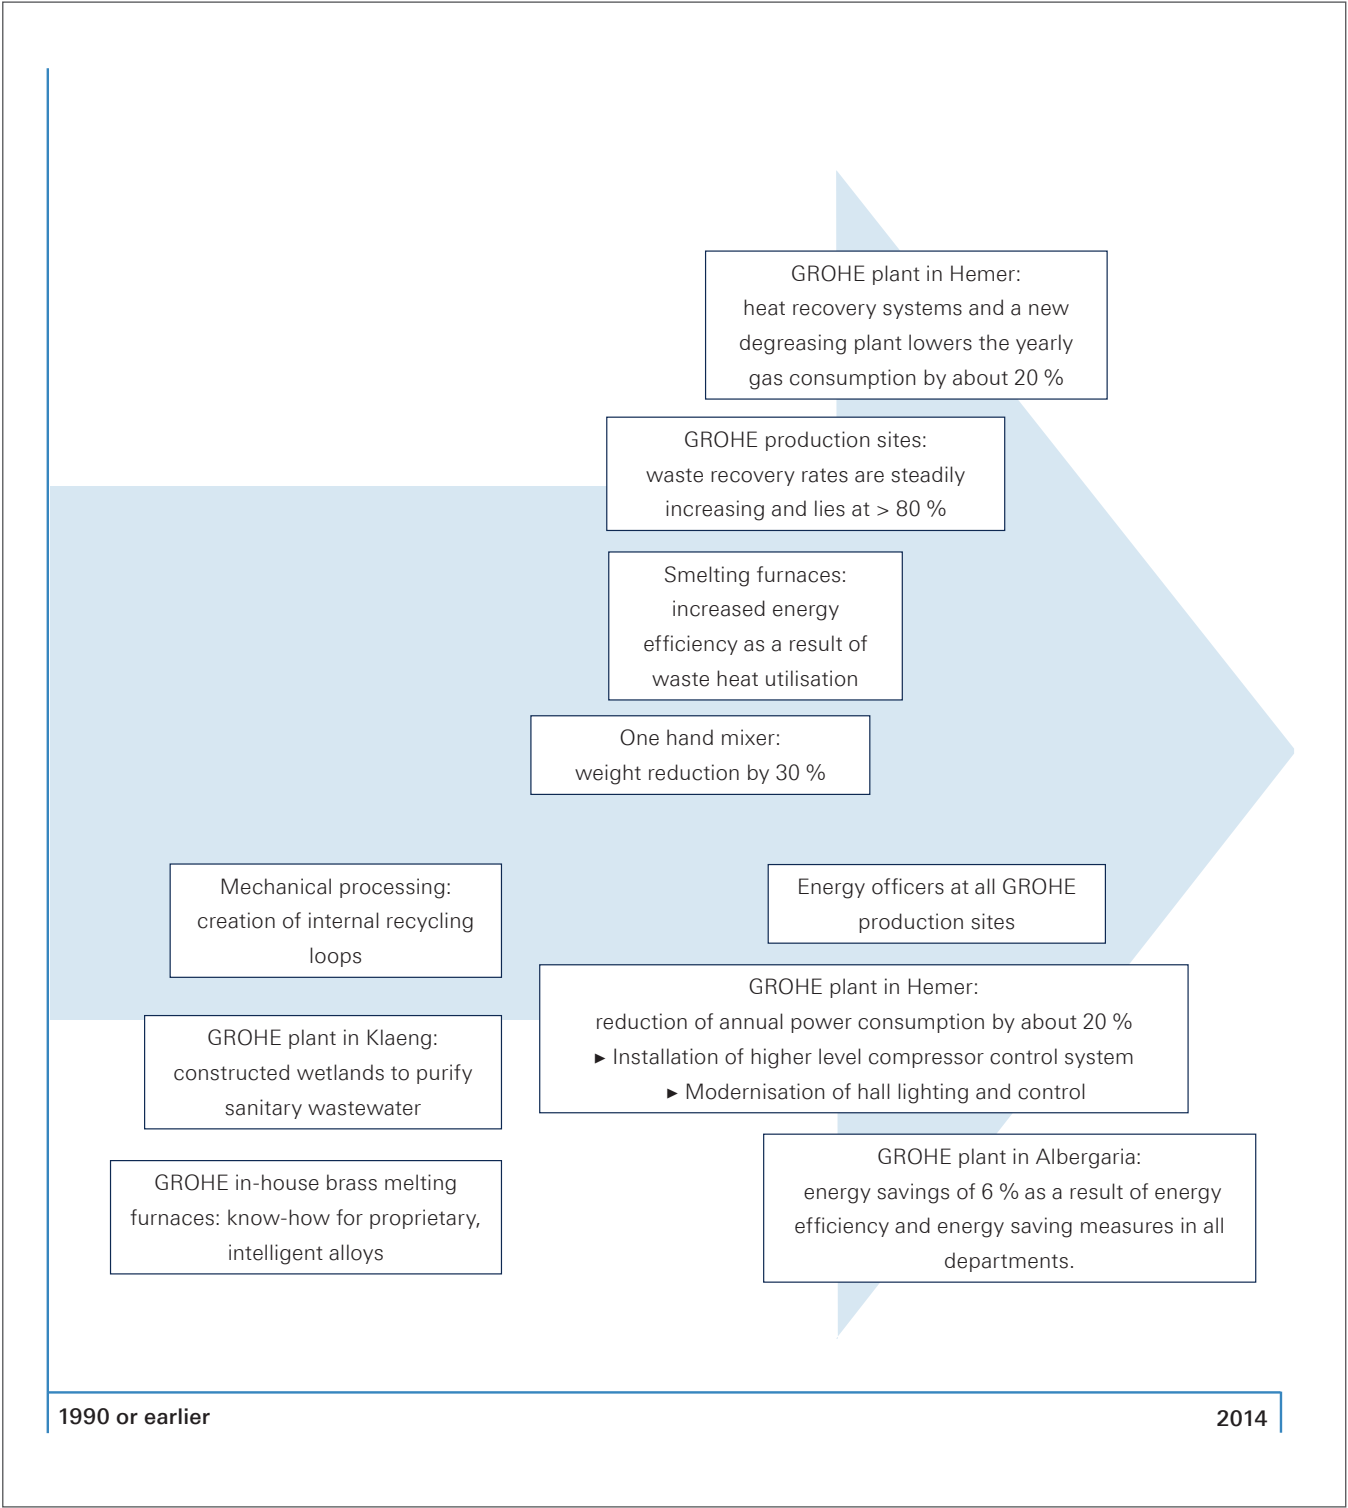 GROHE plant in Hemer:
heat recovery systems and a new
degreasing plant lowers the yearly
gas consumption by about 20 %
GROHE production sites:
waste recovery rates are steadily
increasing and lies at > 80 %
Smelting furnaces:
increased energy
efficiency as a result of
waste heat utilisation
One hand mixer:
weight reduction by 30 %
Mechanical processing:
creation of internal recycling
loops
Energy officers at all GROHE
production sites
GROHE plant in Hemer:
reduction of annual power consumption by about 20 %
► Installation of higher level compressor control system
► Modernisation of hall lighting and control
GROHE plant in Klaeng:
constructed wetlands to purify
sanitary wastewater
GROHE plant in Albergaria:
energy savings of 6 % as a result of energy
efficiency and energy saving measures in all
departments.
GROHE in-house brass melting
furnaces: know-how for proprietary,
intelligent alloys
1990 or earlier
2014